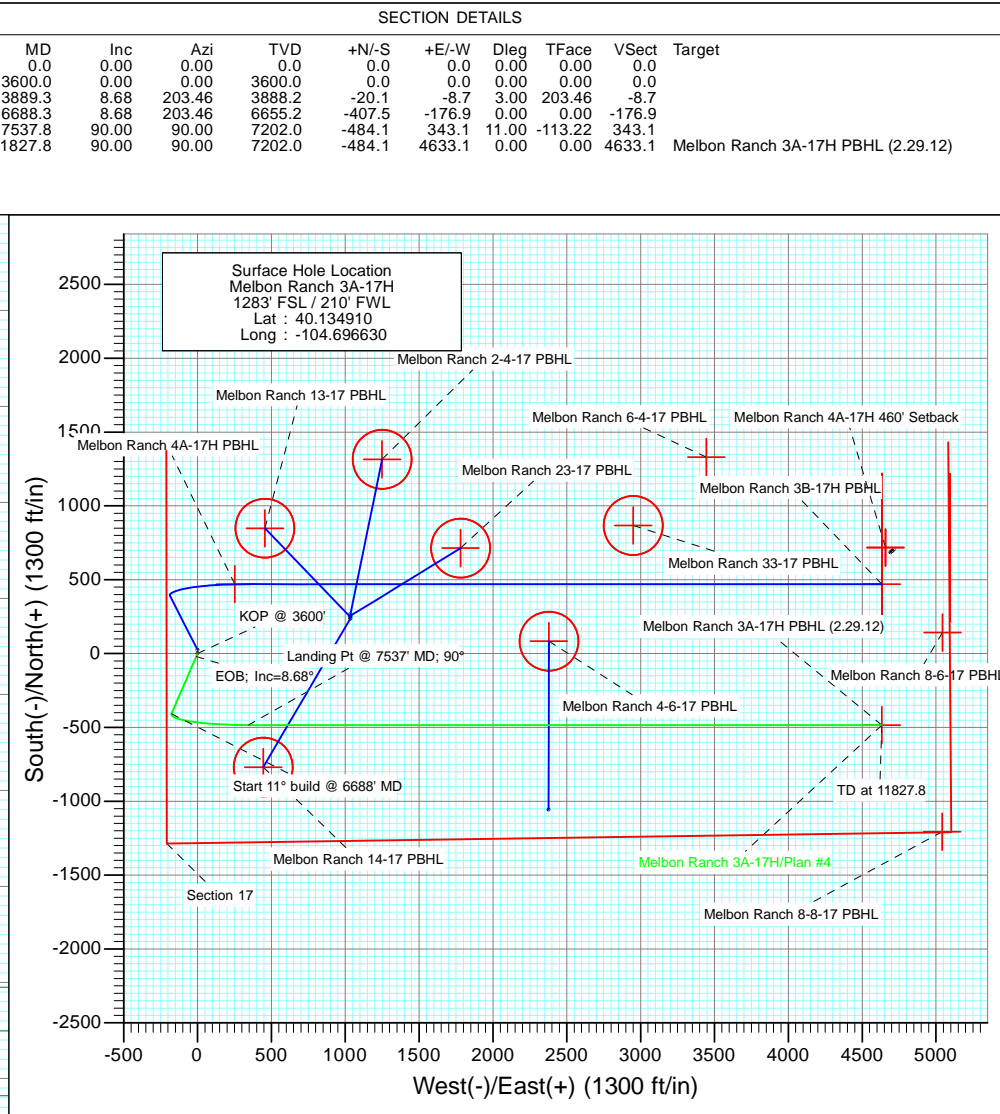 SECTION DETAILS
MD Inc Azi TVD +N/-S +E/-W Dleg TFace VSect Target
0.0 0.00 0.00 0.0 0.0 0.0 0.00 0.00 0.0
3600.0 0.00 0.00 3600.0 0.0 0.0 0.00 0.00 0.0
3889.3 8.68 203.46 3888.2 -20.1 -8.7 3.00 203.46 -8.7
6688.3 8.68 203.46 6655.2 -407.5 -176.9 0.00 0.00 -176.9
7537.8 90.00 90.00 7202.0 -484.1 343.1 11.00 -113.22 343.1
1827.8 90.00 90.00 7202.0 -484.1 4633.1 0.00 0.00 4633.1 Melbon Ranch 3A-17H PBHL (2.29.12)
Surface Hole Location
Melbon Ranch 3A-17H
1283' FSL / 210' FWL
Lat : 40.134910
Long : -104.696630
Melbon Ranch 2-4-17 PBHL
Melbon Ranch 13-17 PBHL
Melbon Ranch 6-4-17 PBHL
Melbon Ranch 4A-17H 460' Setback
Melbon Ranch 4A-17H PBHL
Melbon Ranch 23-17 PBHL
Melbon Ranch 3B-17H PBHL
Melbon Ranch 33-17 PBHL
KOP @ 3600'
Melbon Ranch 3A-17H PBHL (2.29.12)
Landing Pt @ 7537' MD; 90°
EOB; Inc=8.68°
Melbon Ranch 8-6-17 PBHL
Melbon Ranch 4-6-17 PBHL
Start 11° build @ 6688' MD
TD at 11827.8
Melbon Ranch 14-17 PBHL
Melbon Ranch 3A-17H/Plan #4
Section 17
Melbon Ranch 8-8-17 PBHL
South(-)/North(+) (1300 ft/in)
2500
2000
1500
1000
500
0
-500
-1000
-1500
-2000
-2500
-500 0 500 1000 1500 2000 2500 3000 3500 4000 4500 5000
West(-)/East(+) (1300 ft/in)